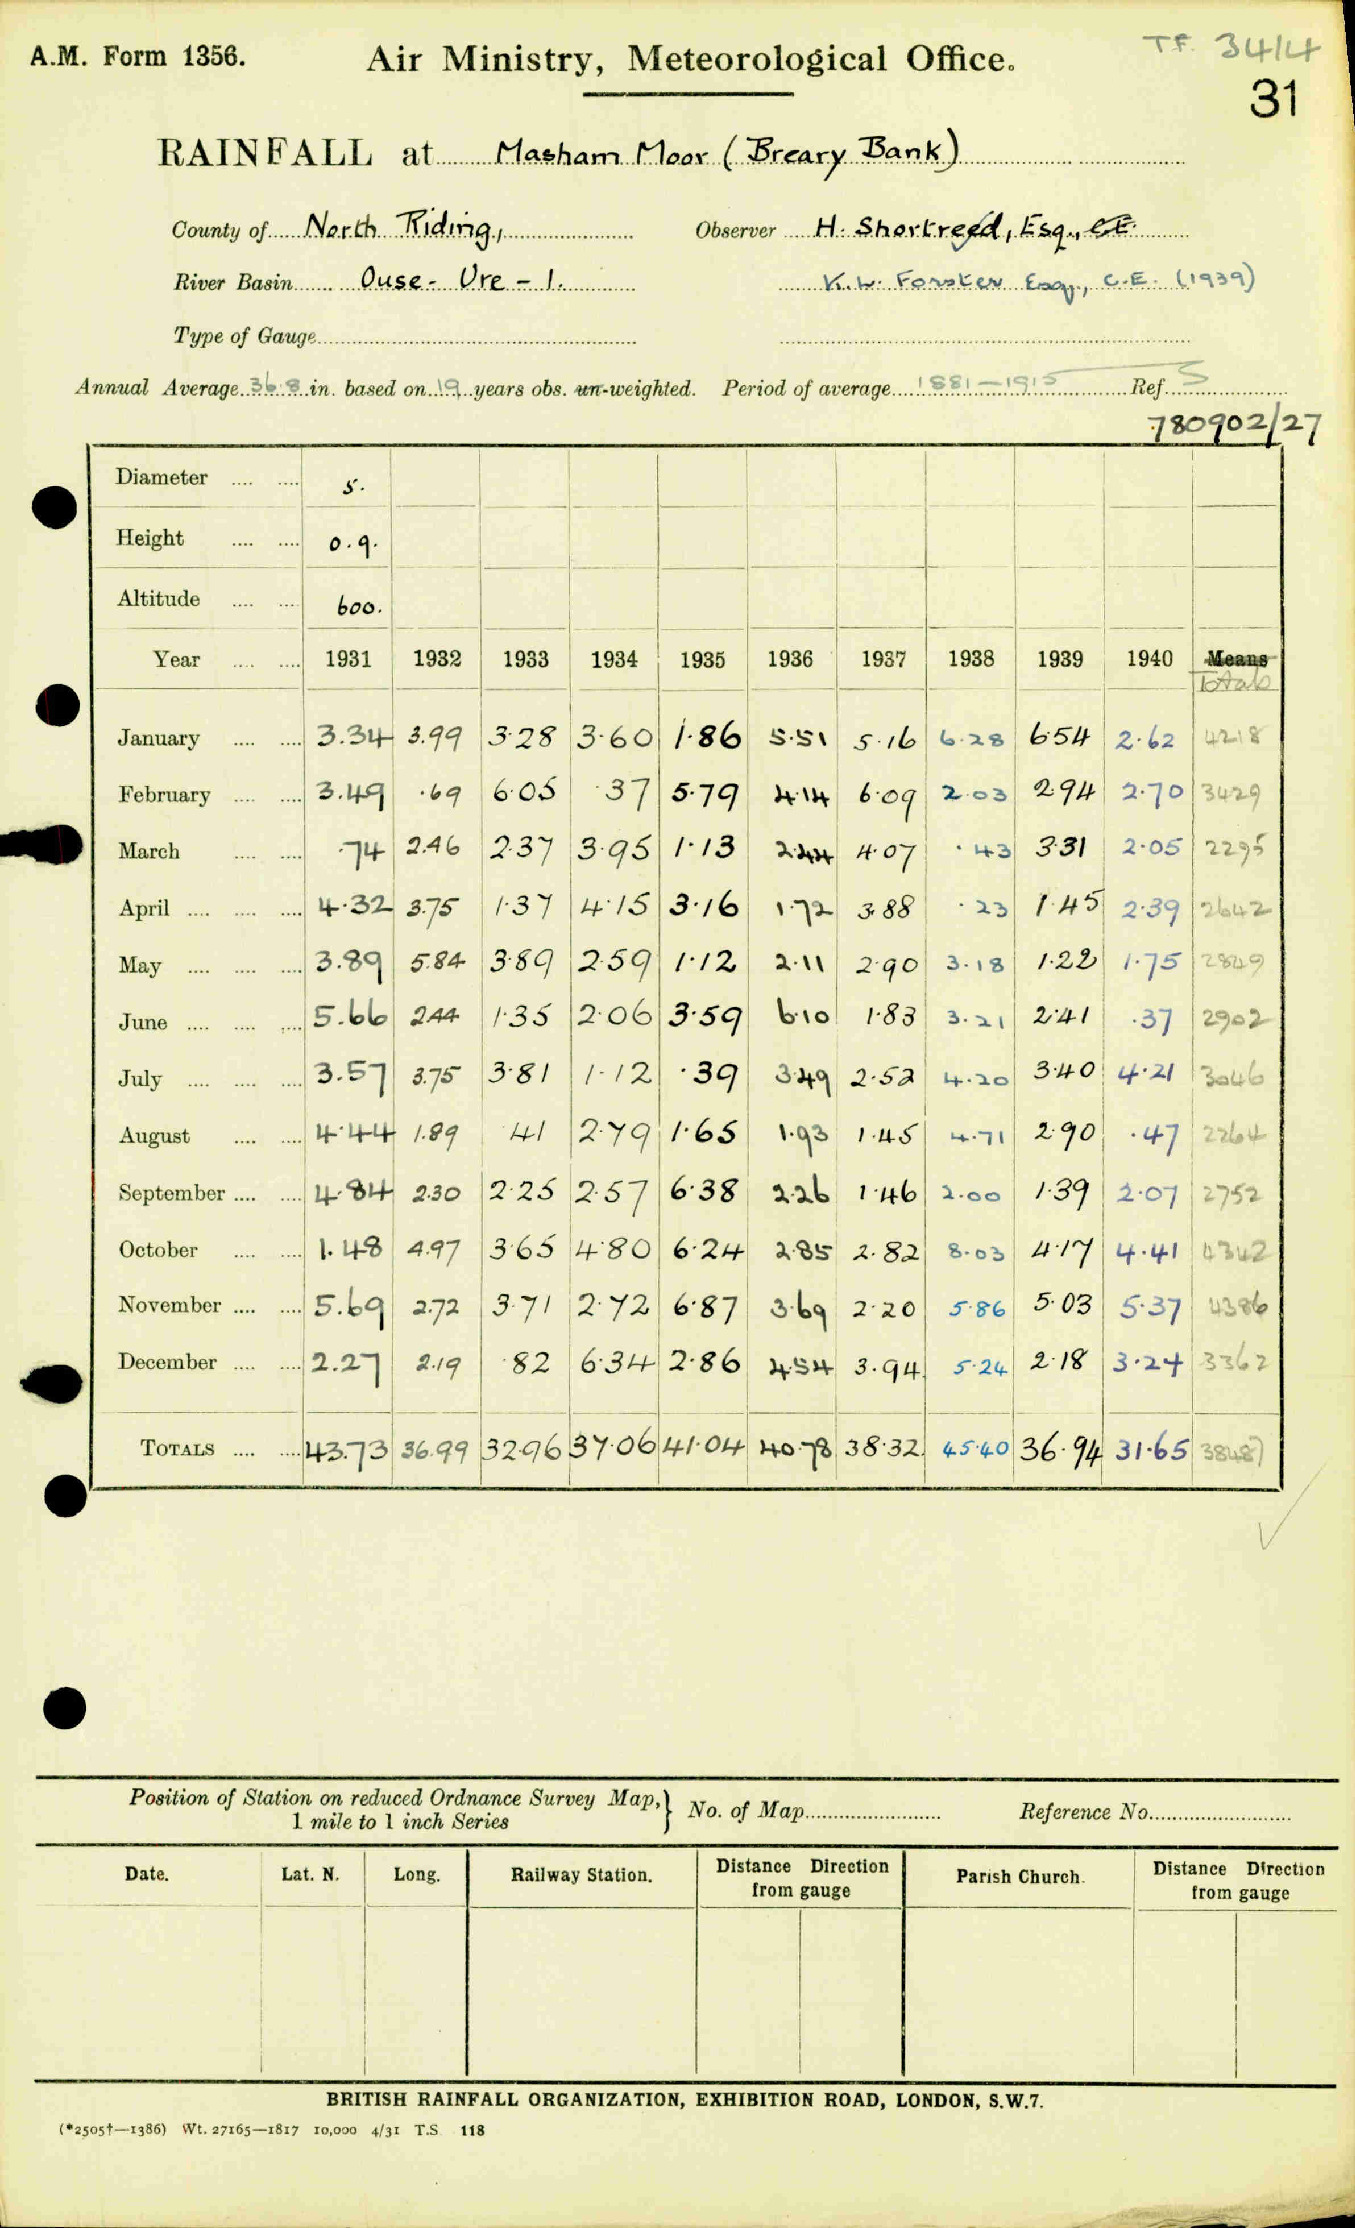 A.M. Form 1356. Air Ministry, Meteorological Office. T.F. 34/4
31
RAINFALL at Masham Moor (Breary Bank)
County of North Riding, Observer H. Shortreed, Esq., C.E.
River Basin Ouse - Ure - 1. K.W. Forster Esq., C.E. (1939)
Type of Gauge
Annual Average 36.8 in. based on 19 years obs. un-weighted. Period of average 1881-1915 Ref. S
780902/27
Diameter 5.
Height 0.9.
Altitude 600.
Year 1931 1932 1933 1934 1935 1936 1937 1938 1939 1940 Means
Totals
January 3.34 3.99 3.28 3.60 1.86 5.51 5.16 6.28 6.54 2.62 4218
February 3.49 .69 6.05 .37 5.79 4.14 6.09 2.03 2.94 2.70 3429
March .74 2.46 2.37 3.95 1.13 2.44 4.07 .43 3.31 2.05 2295
April 4.32 3.75 1.37 4.15 3.16 1.72 3.88 .23 1.45 2.39 2642
May 3.89 5.84 3.89 2.59 1.12 2.11 2.90 3.18 1.22 1.75 2849
June 5.66 2.44 1.35 2.06 3.59 6.10 1.83 3.21 2.41 .37 2902
July 3.57 3.75 3.81 1.12 .39 3.49 2.52 4.20 3.40 4.21 3046
August 4.44 1.89 41 2.79 1.65 1.93 1.45 4.71 2.90 .47 2264
September 4.84 2.30 2.25 2.57 6.38 2.26 1.46 2.00 1.39 2.07 2752
October 1.48 4.97 3.65 4.80 6.24 2.85 2.82 8.03 4.17 4.41 4342
November 5.69 2.72 3.71 2.72 6.87 3.69 2.20 5.86 5.03 5.37 4386
December 2.27 2.19 .82 6.34 2.86 4.54 3.94 5.24 2.18 3.24 3362
TOTALS 43.73 36.99 32.96 37.06 41.04 40.78 38.32 45.40 36.94 31.65 38487
Position of Station on reduced Ordnance Survey Map, } No. of Map Reference No.
1 mile to 1 inch Series
Date. Lat. N. Long. Railway Station. Distance Direction from gauge Parish Church. Distance Direction from gauge
BRITISH RAINFALL ORGANIZATION, EXHIBITION ROAD, LONDON, S.W.7.
(*2505†—1386) Wt. 27165—1817 10,000 4/31 T.S 118